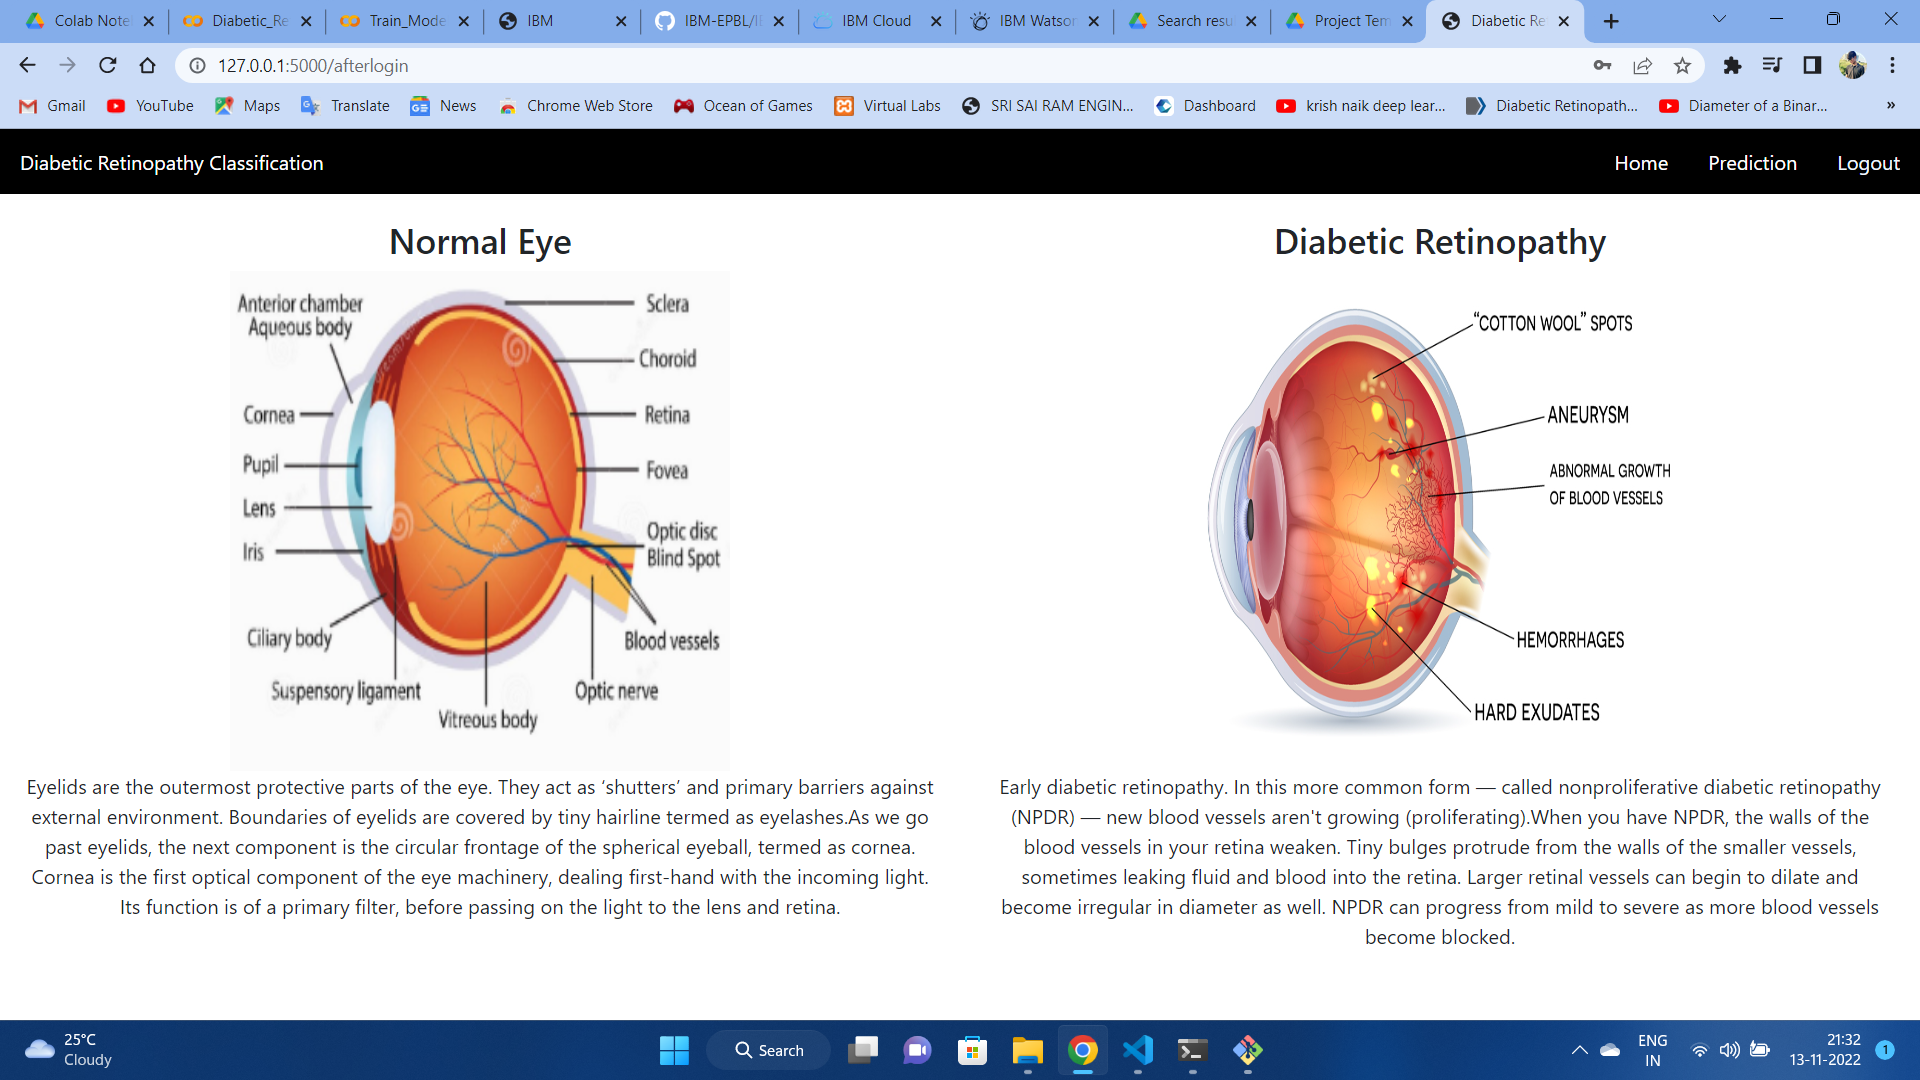 Colab Note
Diabetic_Re
Train_Mode
IBM
IBM-EPBL/I
IBM Cloud
IBM Watson
Search resu
Project Tem
Diabetic Re
127.0.0.1:5000/afterlogin
Gmail
YouTube
Maps
Translate
News
Chrome Web Store
Ocean of Games
Virtual Labs
SRI SAI RAM ENGIN...
Dashboard
krish naik deep lear...
Diabetic Retinopath...
Diameter of a Binar...
»
Diabetic Retinopathy Classification
Home
Prediction
Logout
Normal Eye
Anterior chamber
Aqueous body
Sclera
Choroid
Cornea
Retina
Pupil
Fovea
Lens
Optic disc
Blind Spot
Iris
Ciliary body
Blood vessels
Suspensory ligament
Optic nerve
Vitreous body
Eyelids are the outermost protective parts of the eye. They act as ‘shutters’ and primary barriers against
external environment. Boundaries of eyelids are covered by tiny hairline termed as eyelashes.As we go
past eyelids, the next component is the circular frontage of the spherical eyeball, termed as cornea.
Cornea is the first optical component of the eye machinery, dealing first-hand with the incoming light.
Its function is of a primary filter, before passing on the light to the lens and retina.
Diabetic Retinopathy
“COTTON WOOL” SPOTS
ANEURYSM
ABNORMAL GROWTH
OF BLOOD VESSELS
HEMORRHAGES
HARD EXUDATES
Early diabetic retinopathy. In this more common form — called nonproliferative diabetic retinopathy
(NPDR) — new blood vessels aren't growing (proliferating).When you have NPDR, the walls of the
blood vessels in your retina weaken. Tiny bulges protrude from the walls of the smaller vessels,
sometimes leaking fluid and blood into the retina. Larger retinal vessels can begin to dilate and
become irregular in diameter as well. NPDR can progress from mild to severe as more blood vessels
become blocked.
25°C
Cloudy
Search
ENG
IN
21:32
13-11-2022
1